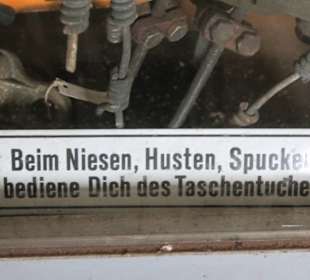 Beim Niesen, Husten, Spucke
bediene Dich des Taschentuche